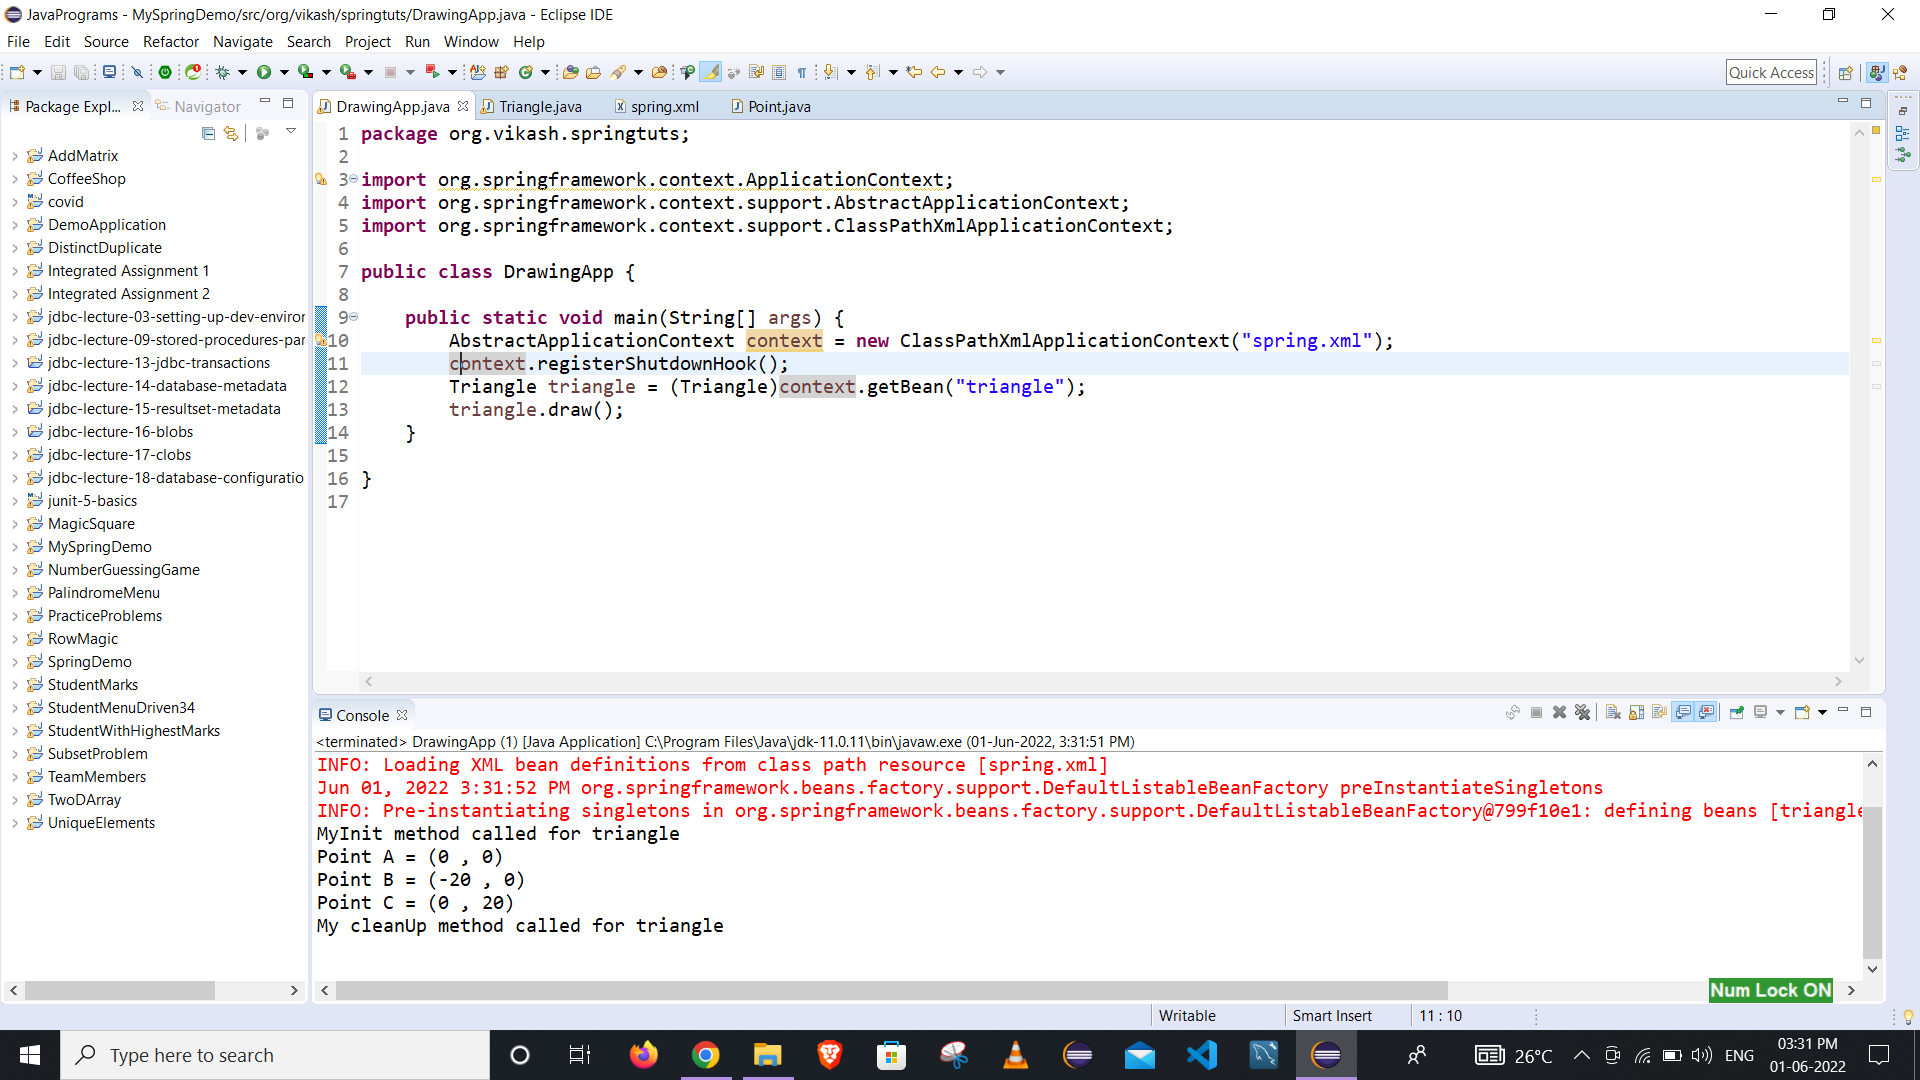 JavaPrograms - MySpringDemo/src/org/vikash/springtuts/DrawingApp.java - Eclipse IDE
File Edit Source Refactor Navigate Search Project Run Window Help
Quick Access
Package Expl... Navigator
DrawingApp.java Triangle.java spring.xml Point.java
AddMatrix
CoffeeShop
covid
DemoApplication
DistinctDuplicate
Integrated Assignment 1
Integrated Assignment 2
jdbc-lecture-03-setting-up-dev-enviror
jdbc-lecture-09-stored-procedures-par
jdbc-lecture-13-jdbc-transactions
jdbc-lecture-14-database-metadata
jdbc-lecture-15-resultset-metadata
jdbc-lecture-16-blobs
jdbc-lecture-17-clobs
jdbc-lecture-18-database-configuratio
junit-5-basics
MagicSquare
MySpringDemo
NumberGuessingGame
PalindromeMenu
PracticeProblems
RowMagic
SpringDemo
StudentMarks
StudentMenuDriven34
StudentWithHighestMarks
SubsetProblem
TeamMembers
TwoDArray
UniqueElements
1 package org.vikash.springtuts;
2
3 import org.springframework.context.ApplicationContext;
4 import org.springframework.context.support.AbstractApplicationContext;
5 import org.springframework.context.support.ClassPathXmlApplicationContext;
6
7 public class DrawingApp {
8
9 public static void main(String[] args) {
10 AbstractApplicationContext context = new ClassPathXmlApplicationContext("spring.xml");
11 context.registerShutdownHook();
12 Triangle triangle = (Triangle)context.getBean("triangle");
13 triangle.draw();
14 }
15
16 }
17
Console
<terminated> DrawingApp (1) [Java Application] C:\Program Files\Java\jdk-11.0.11\bin\javaw.exe (01-Jun-2022, 3:31:51 PM)
INFO: Loading XML bean definitions from class path resource [spring.xml]
Jun 01, 2022 3:31:52 PM org.springframework.beans.factory.support.DefaultListableBeanFactory preInstantiateSingletons
INFO: Pre-instantiating singletons in org.springframework.beans.factory.support.DefaultListableBeanFactory@799f10e1: defining beans [triangle
MyInit method called for triangle
Point A = (0 , 0)
Point B = (-20 , 0)
Point C = (0 , 20)
My cleanUp method called for triangle
Num Lock ON
Writable Smart Insert 11 : 10
Type here to search
26°C ENG
03:31 PM
01-06-2022